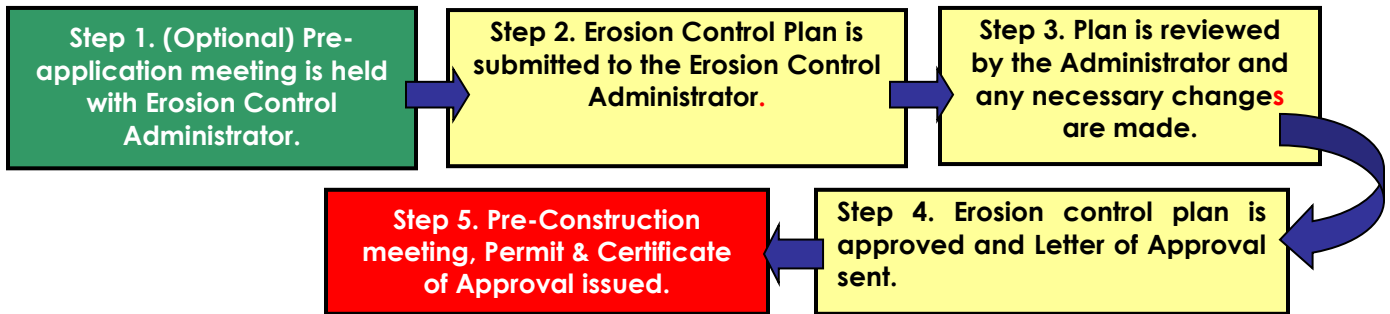 Step 1. (Optional) Pre-
application meeting is held
with Erosion Control
Administrator.
Step 2. Erosion Control Plan is
submitted to the Erosion Control
Administrator.
Step 3. Plan is reviewed
by the Administrator and
any necessary changes
are made.
Step 4. Erosion control plan is
approved and Letter of Approval
sent.
Step 5. Pre-Construction
meeting, Permit & Certificate
of Approval issued.